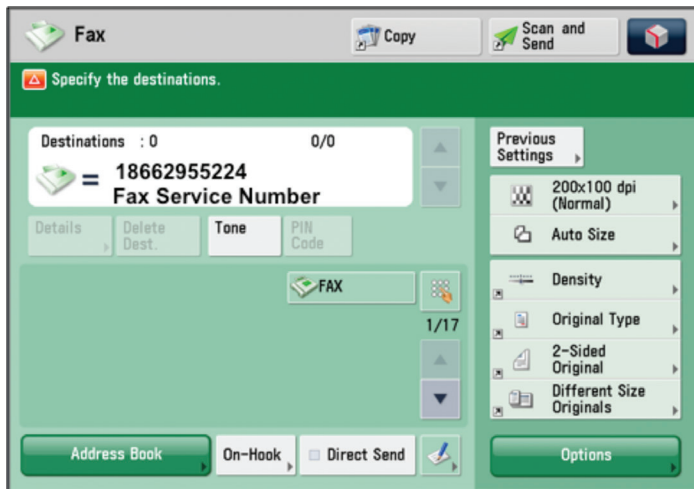 Fax
Copy
Scan and
Send
Specify the destinations.
Destinations : 0
0/0
= 18662955224
Fax Service Number
Details
Delete
Dest.
Tone
PIN
Code
FAX
1/17
Address Book
On-Hook
Direct Send
Previous
Settings
200x100 dpi
(Normal)
Auto Size
Density
Original Type
2-Sided
Original
Different Size
Originals
Options